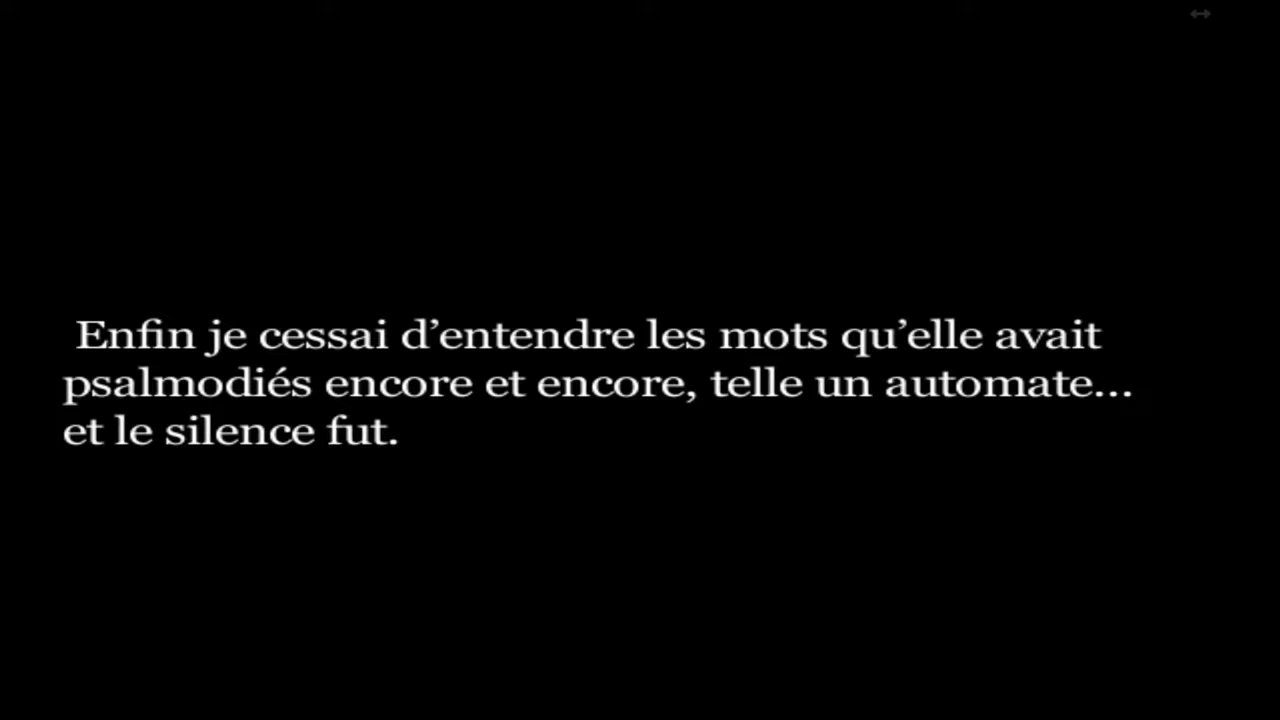 Enfin je cessai d’entendre les mots qu’elle avait
psalmodiés encore et encore, telle un automate...
et le silence fut.